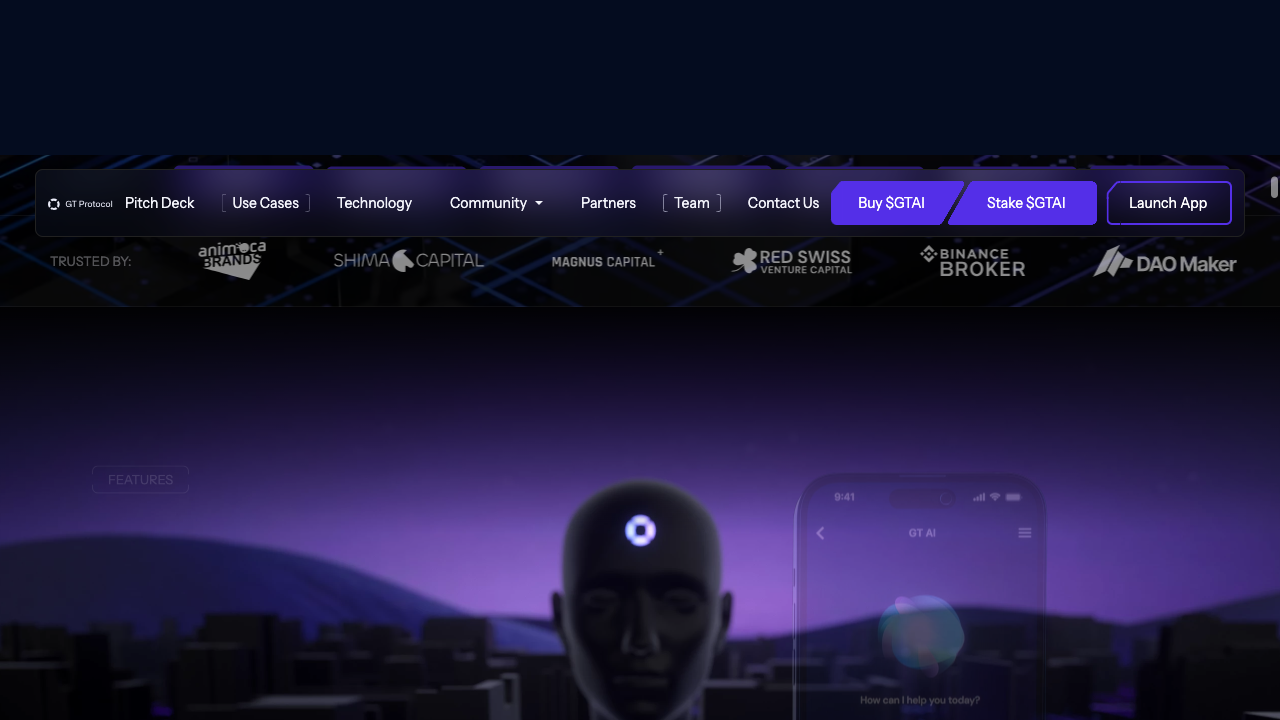 GT Protocol
Pitch Deck
Use Cases
Technology
Community
Partners
Team
Contact Us
Buy $GTAI
Stake $GTAI
Launch App
TRUSTED BY:
animoca
BRANDS
SHIMA CAPITAL
MAGNUS CAPITAL+
RED SWISS
VENTURE CAPITAL
BINANCE
BROKER
DAO Maker
FEATURES
9:41
GT AI
How can I help you today?